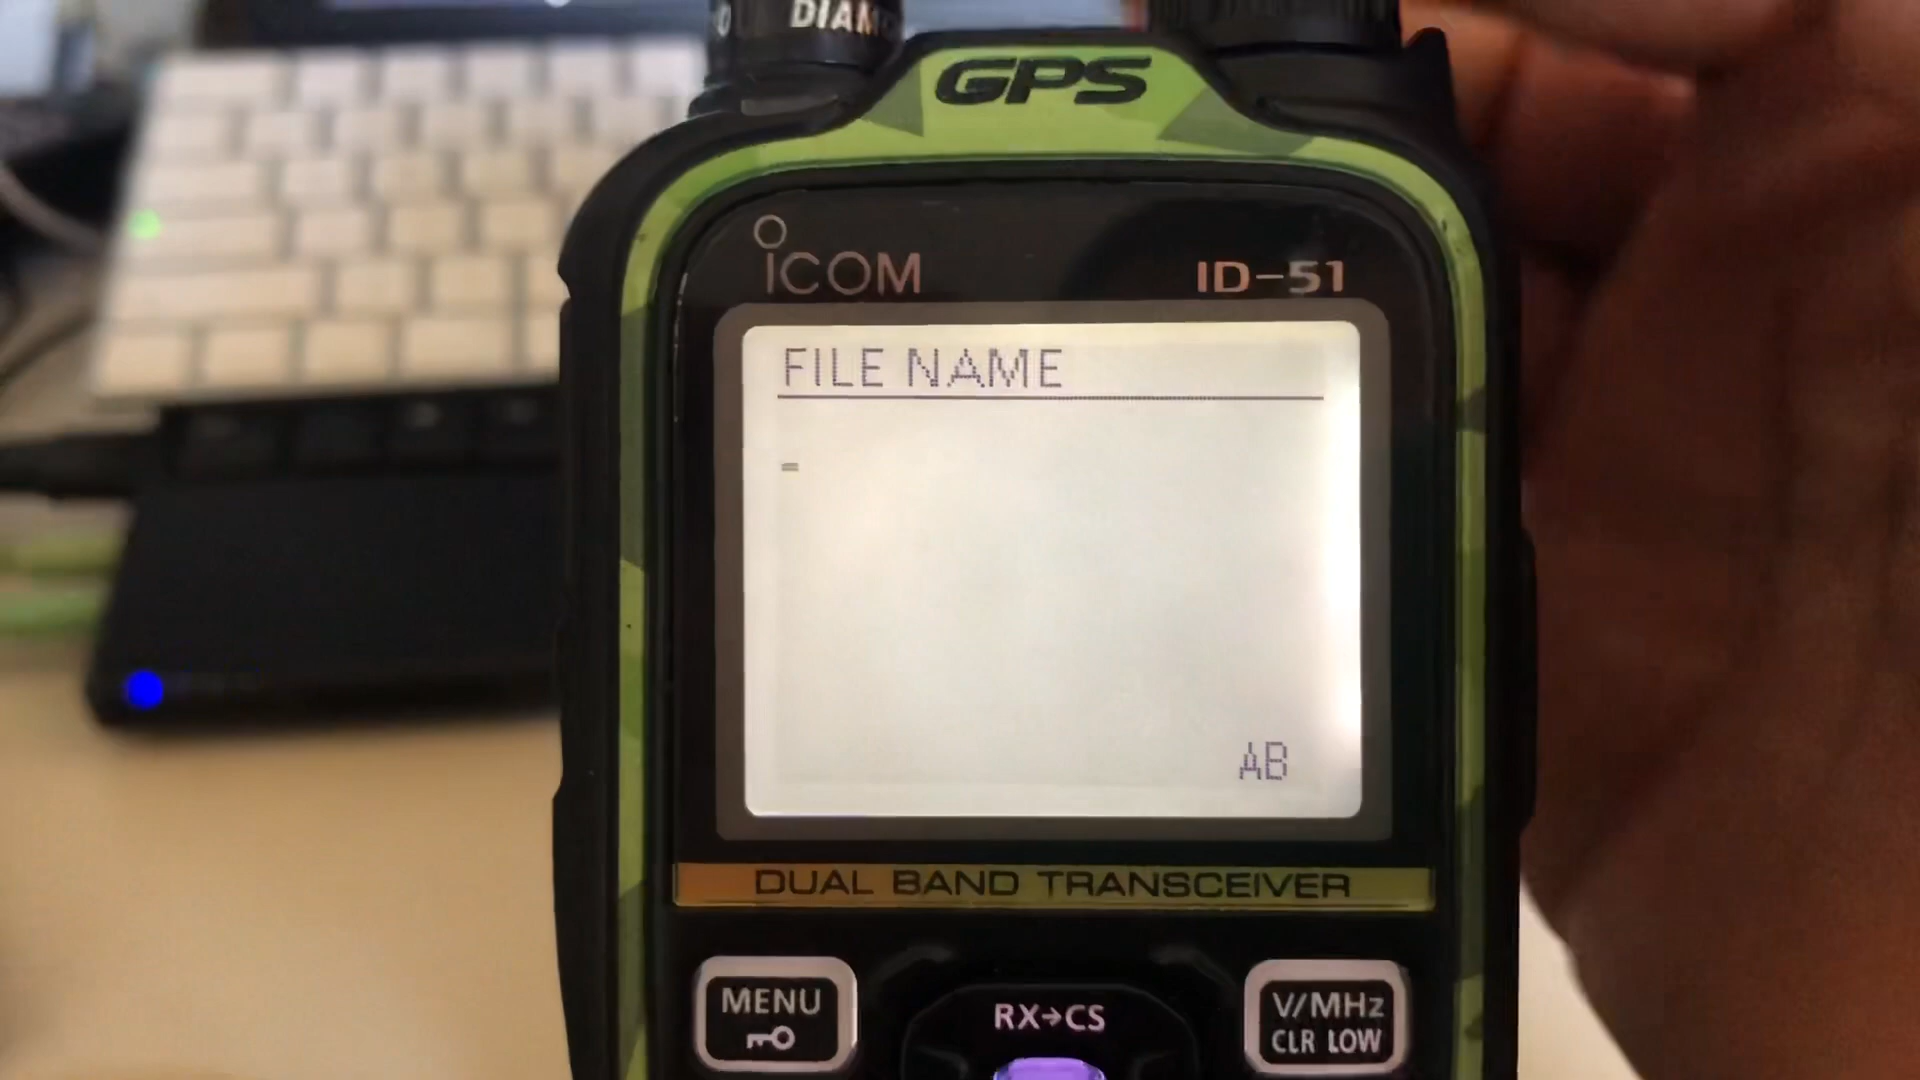 DIAM
GPS
ICOM
ID-51
FILE NAME
AB
DUAL BAND TRANSCEIVER
MENU
RX→CS
V/MHz
CLR LOW